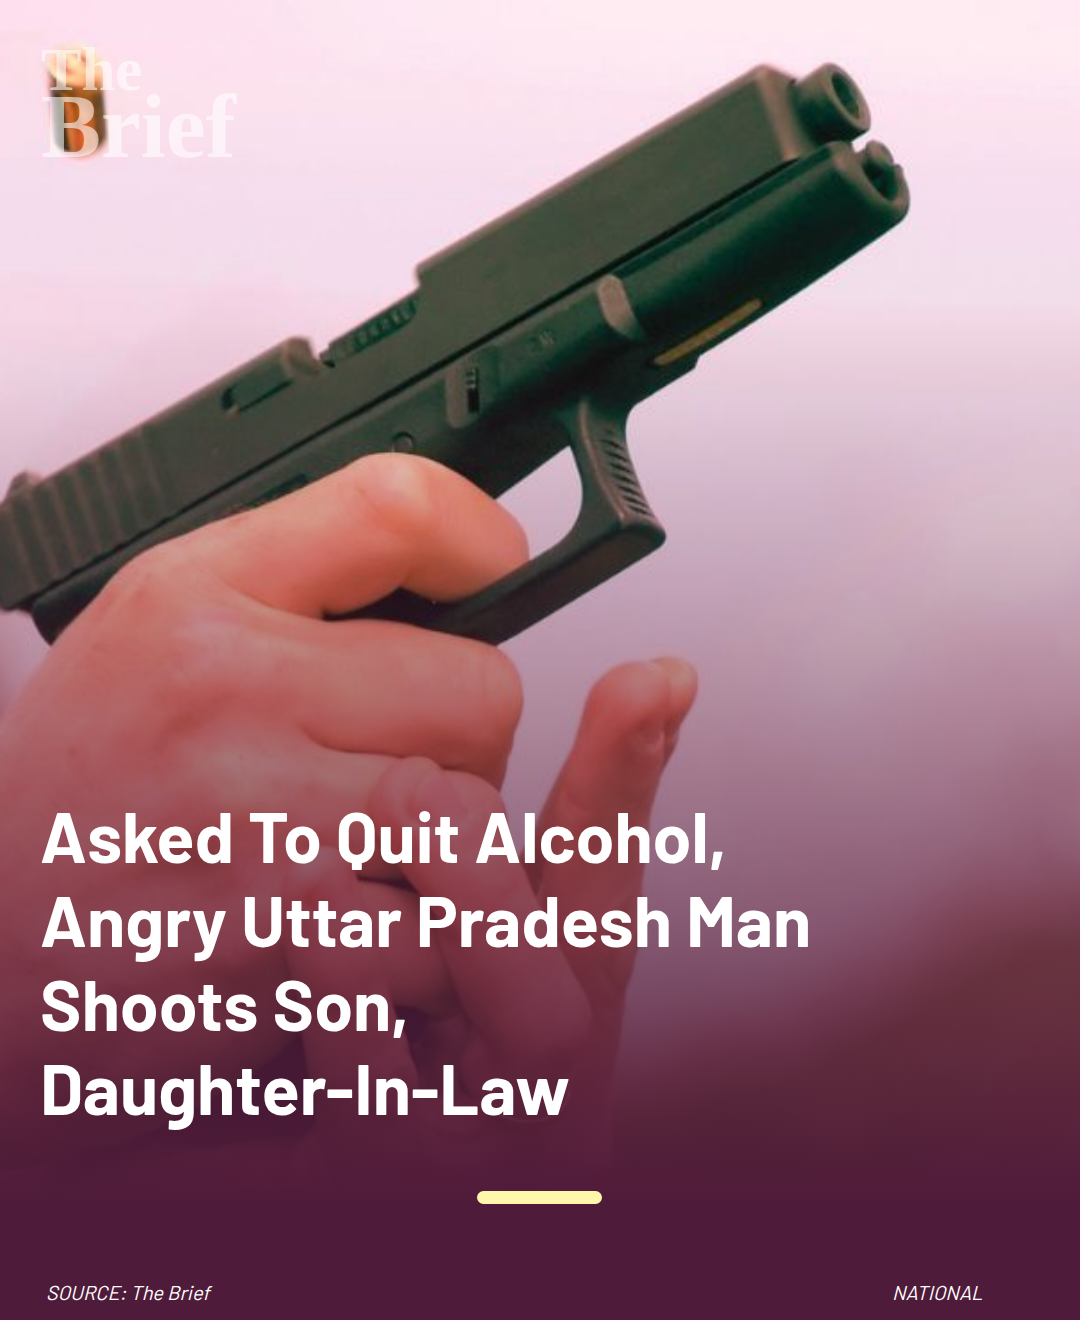 The
Brief
Asked To Quit Alcohol,
Angry Uttar Pradesh Man
Shoots Son,
Daughter-In-Law
SOURCE: The Brief
NATIONAL